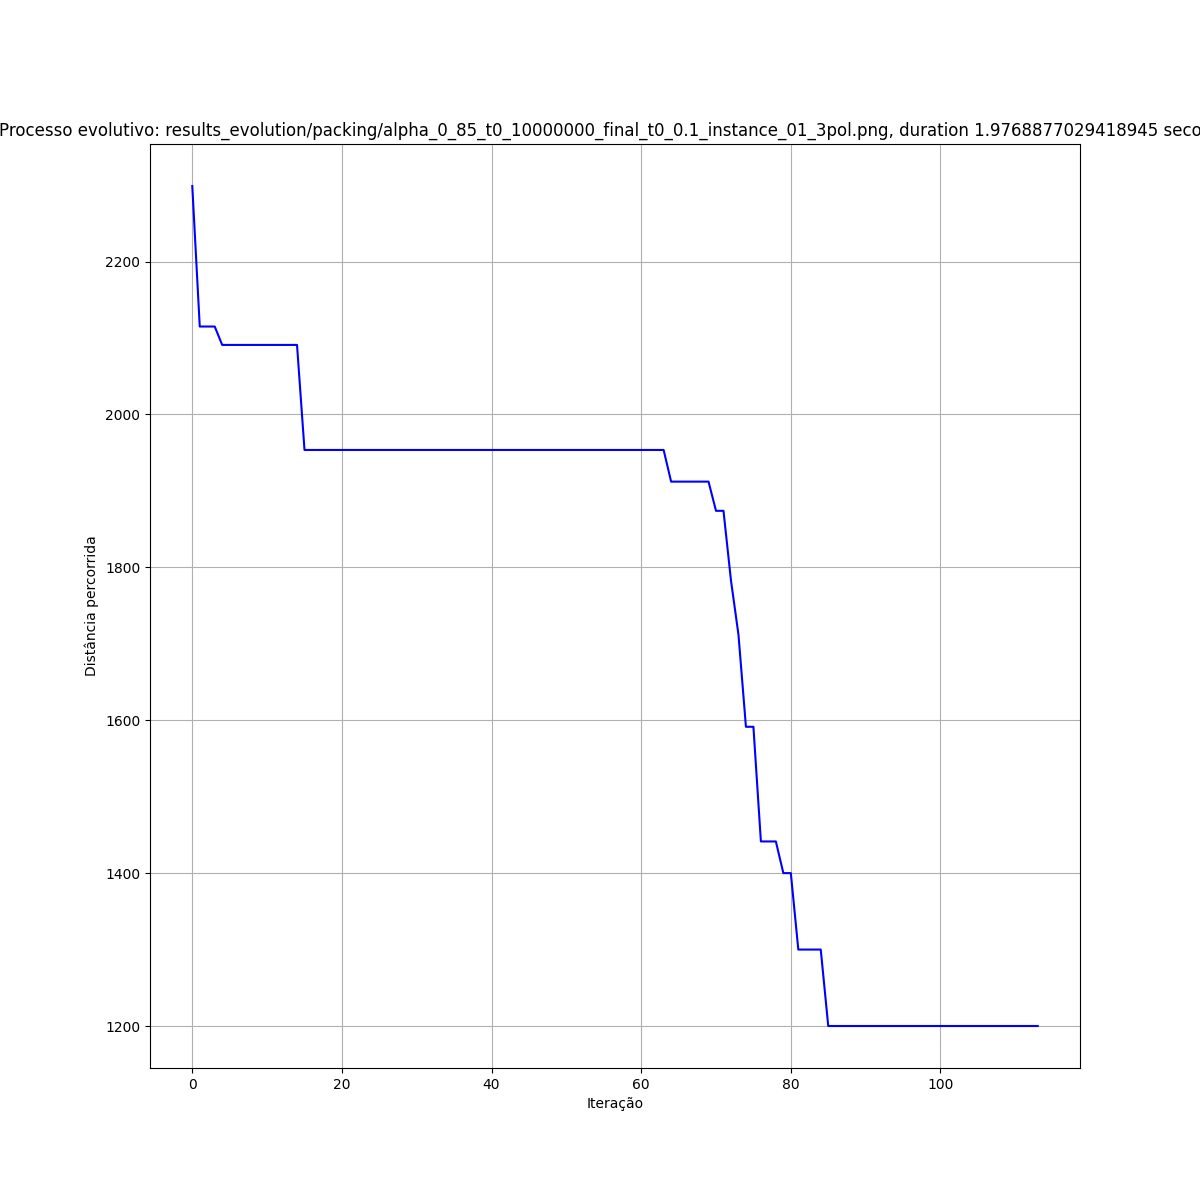 Processo evolutivo: results_evolution/packing/alpha_0_85_t0_10000000_final_t0_0.1_instance_01_3pol.png, duration 1.9768877029418945 seco
2200
2000
1800
1600
1400
1200
Distância percorrida
0 20 40 60 80 100
Iteração